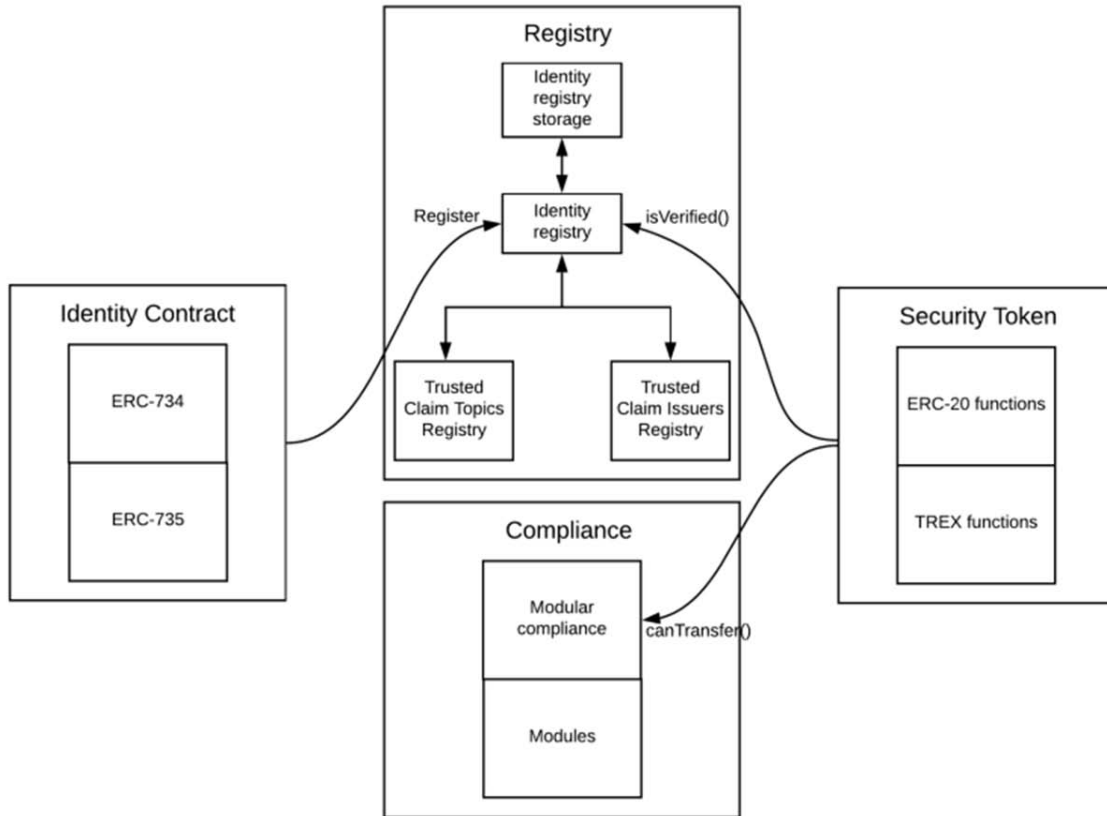 Registry
Identity
registry
storage
Register
Identity
registry
isVerified()
Trusted
Claim Topics
Registry
Trusted
Claim Issuers
Registry
Identity Contract
ERC-734
ERC-735
Security Token
ERC-20 functions
TREX functions
Compliance
Modular
compliance
canTransfer()
Modules